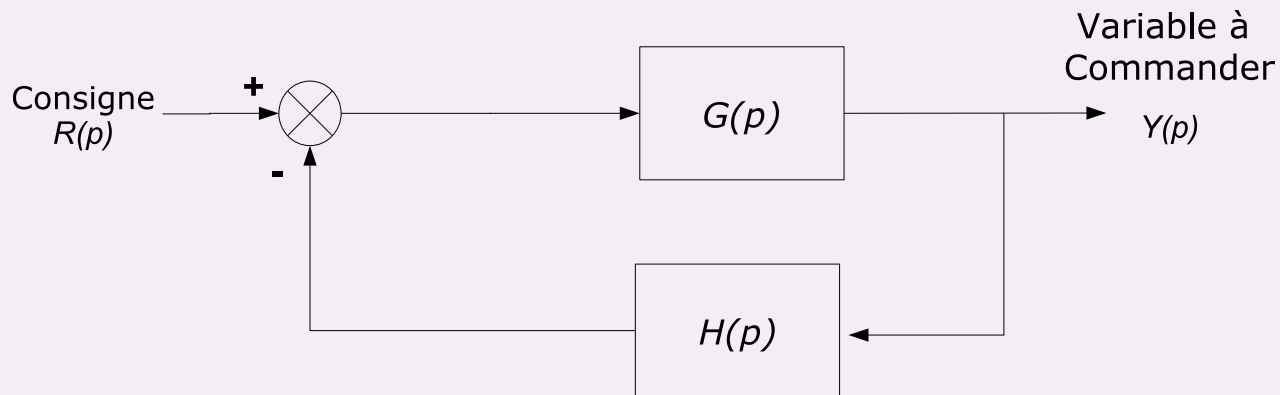 Variable à
Commander
Consigne
R(p)
+
-
G(p)
Y(p)
H(p)